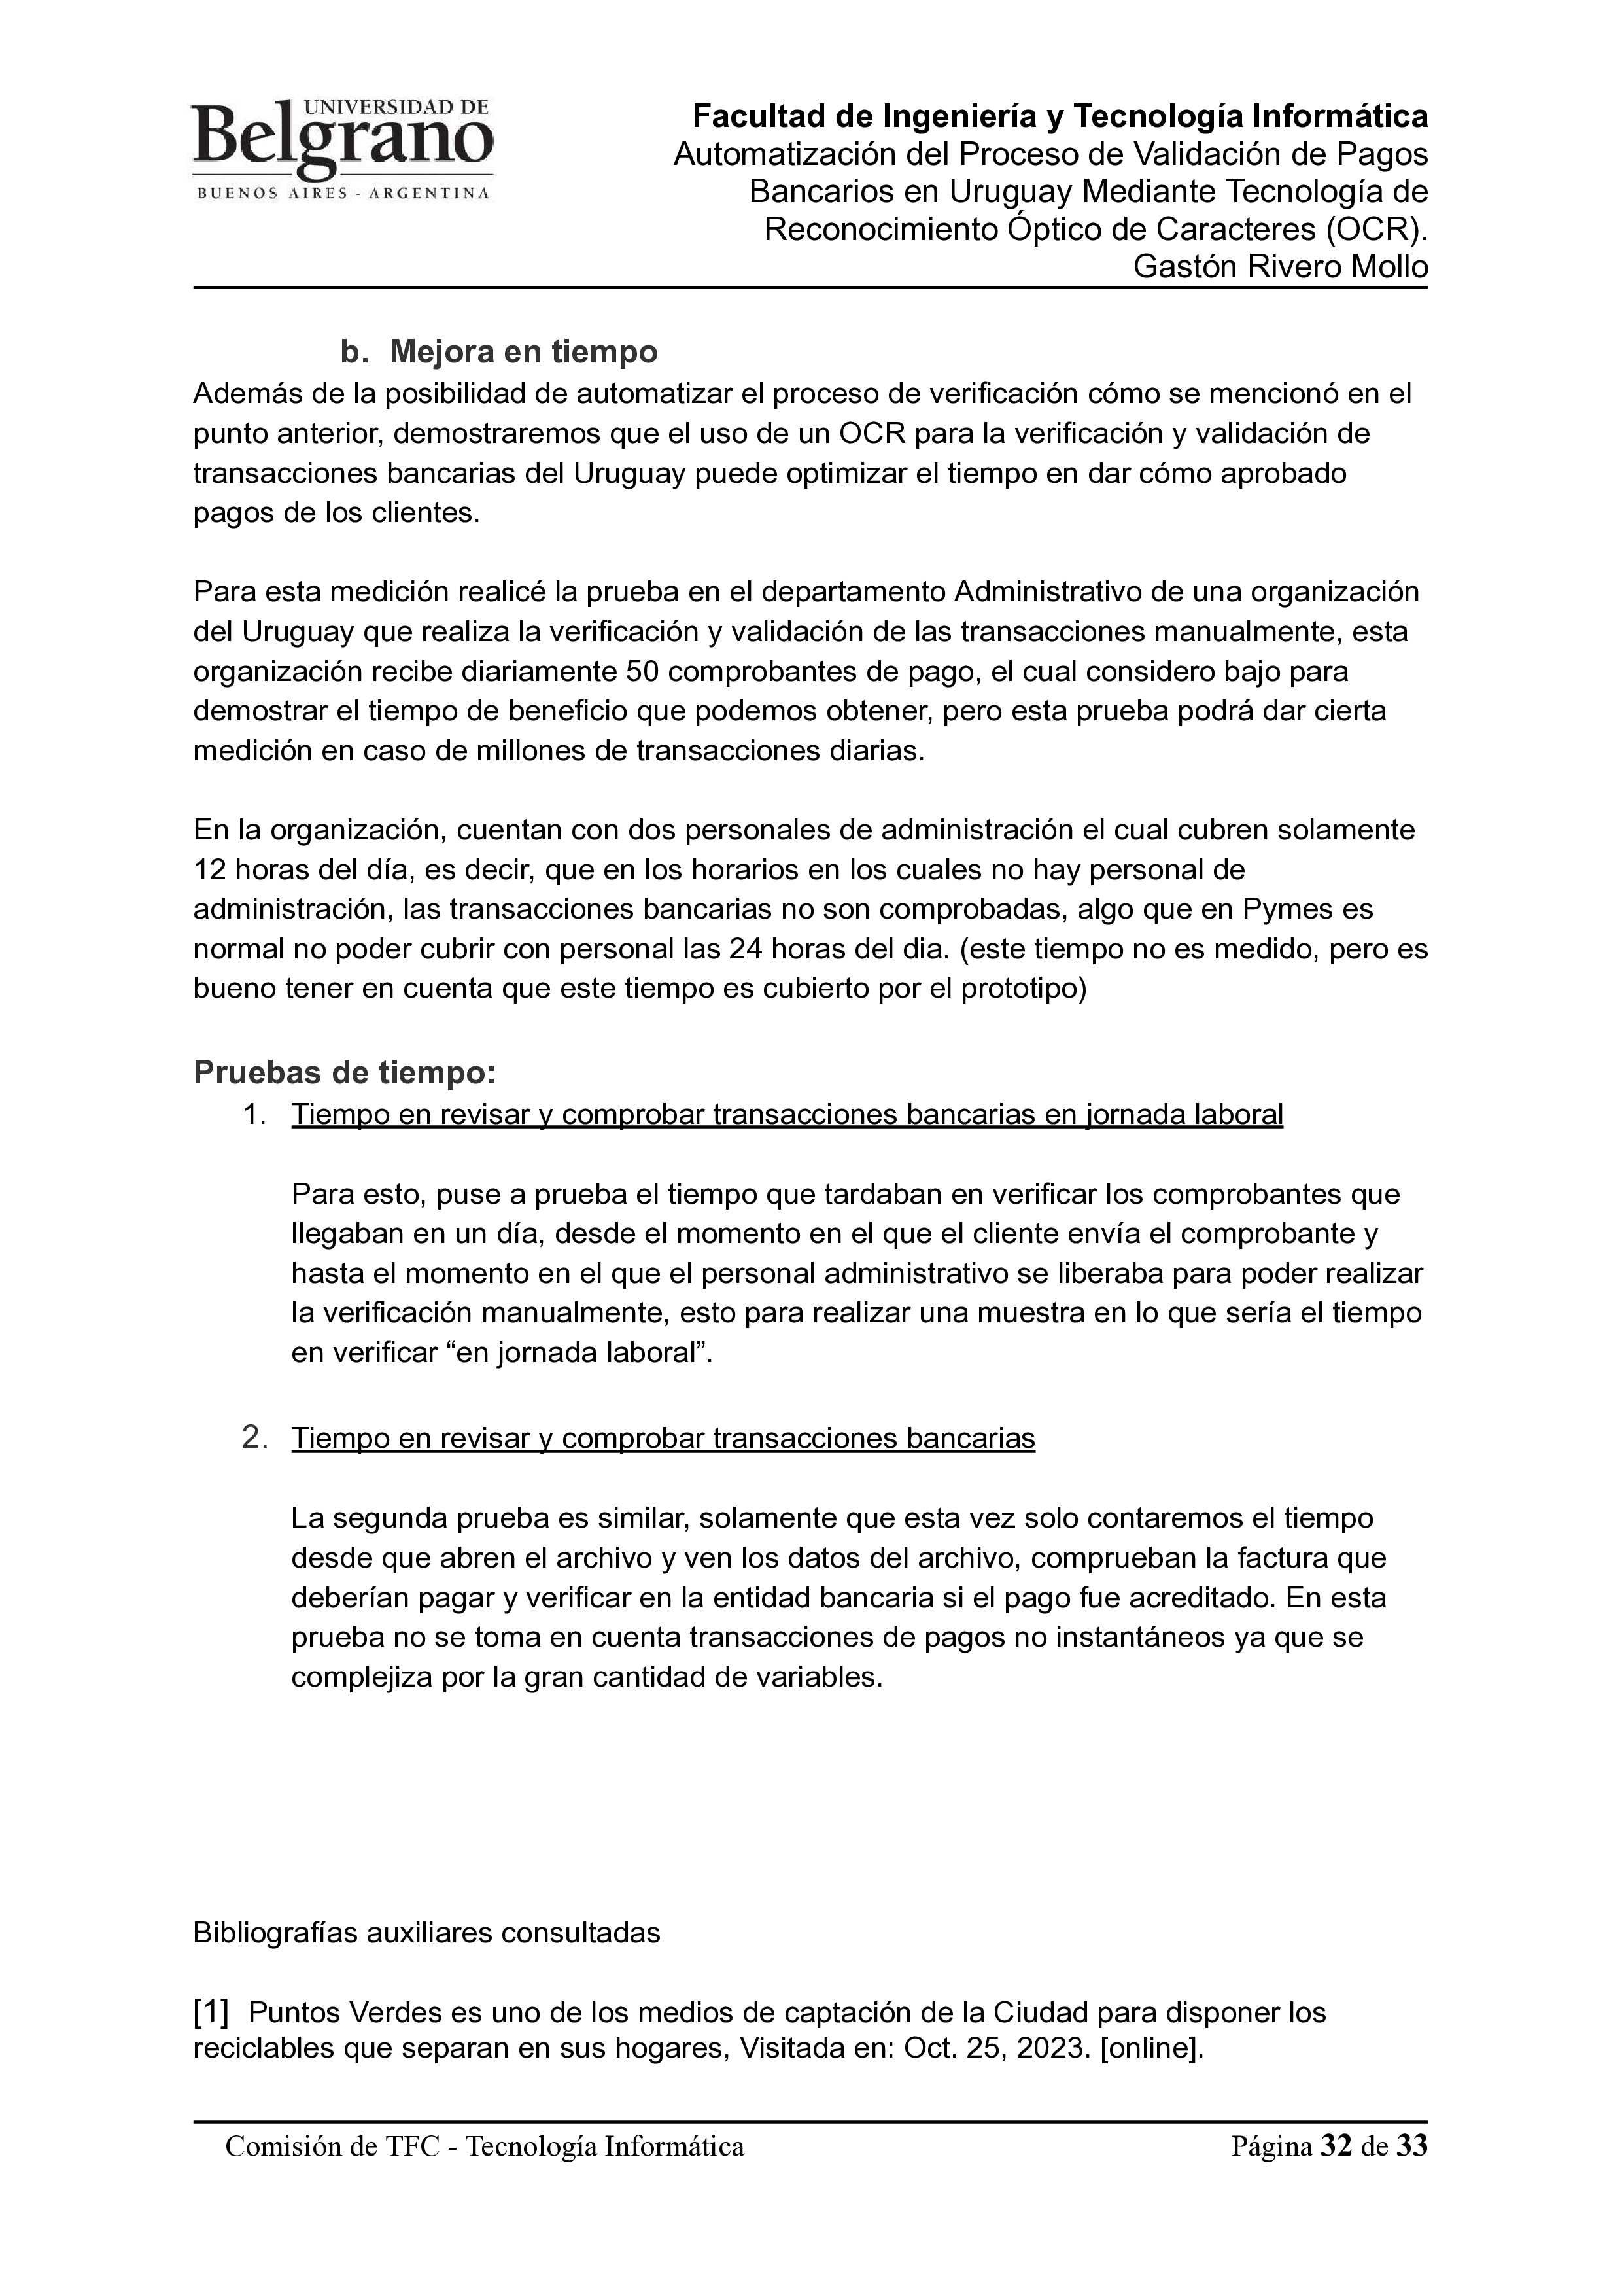 UNIVERSIDAD DE
Belgrano
BUENOS AIRES - ARGENTINA
Facultad de Ingeniería y Tecnología Informática
Automatización del Proceso de Validación de Pagos
Bancarios en Uruguay Mediante Tecnología de
Reconocimiento Óptico de Caracteres (OCR).
Gastón Rivero Mollo
b. Mejora en tiempo
Además de la posibilidad de automatizar el proceso de verificación cómo se mencionó en el
punto anterior, demostraremos que el uso de un OCR para la verificación y validación de
transacciones bancarias del Uruguay puede optimizar el tiempo en dar cómo aprobado
pagos de los clientes.
Para esta medición realicé la prueba en el departamento Administrativo de una organización
del Uruguay que realiza la verificación y validación de las transacciones manualmente, esta
organización recibe diariamente 50 comprobantes de pago, el cual considero bajo para
demostrar el tiempo de beneficio que podemos obtener, pero esta prueba podrá dar cierta
medición en caso de millones de transacciones diarias.
En la organización, cuentan con dos personales de administración el cual cubren solamente
12 horas del día, es decir, que en los horarios en los cuales no hay personal de
administración, las transacciones bancarias no son comprobadas, algo que en Pymes es
normal no poder cubrir con personal las 24 horas del dia. (este tiempo no es medido, pero es
bueno tener en cuenta que este tiempo es cubierto por el prototipo)
Pruebas de tiempo:
1. Tiempo en revisar y comprobar transacciones bancarias en jornada laboral
Para esto, puse a prueba el tiempo que tardaban en verificar los comprobantes que
llegaban en un día, desde el momento en el que el cliente envía el comprobante y
hasta el momento en el que el personal administrativo se liberaba para poder realizar
la verificación manualmente, esto para realizar una muestra en lo que sería el tiempo
en verificar “en jornada laboral”.
2. Tiempo en revisar y comprobar transacciones bancarias
La segunda prueba es similar, solamente que esta vez solo contaremos el tiempo
desde que abren el archivo y ven los datos del archivo, comprueban la factura que
deberían pagar y verificar en la entidad bancaria si el pago fue acreditado. En esta
prueba no se toma en cuenta transacciones de pagos no instantáneos ya que se
complejiza por la gran cantidad de variables.
Bibliografías auxiliares consultadas
[1] Puntos Verdes es uno de los medios de captación de la Ciudad para disponer los
reciclables que separan en sus hogares, Visitada en: Oct. 25, 2023. [online].
Comisión de TFC - Tecnología Informática
Página 32 de 33